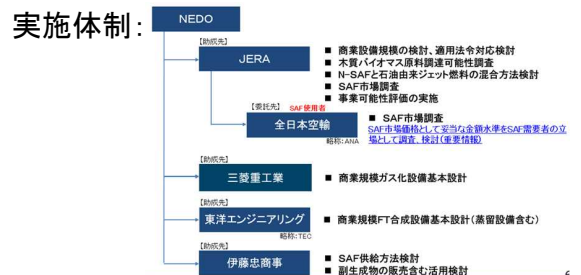 実施体制:
NEDO
【助成先】
JERA
■ 商業設備規模の検討、適用法令対応検討
■ 木質バイオマス原料調達可能性調査
■ N-SAFと石油由来ジェット燃料の混合方法検討
■ SAF市場調査
■ 事業可能性評価の実施
【委託先】 SAF使用者
全日本空輸
略称:ANA
■ SAF市場調査
SAF市場価格として妥当な金額水準をSAF需要者の立
場として調査、検討(重要情報)
【助成先】
三菱重工業
■ 商業規模ガス化設備基本設計
【助成先】
東洋エンジニアリング
略称:TEC
■ 商業規模FT合成設備基本設計(蒸留設備含む)
【助成先】
伊藤忠商事
■ SAF供給方法検討
■ 副生成物の販売含む活用検討